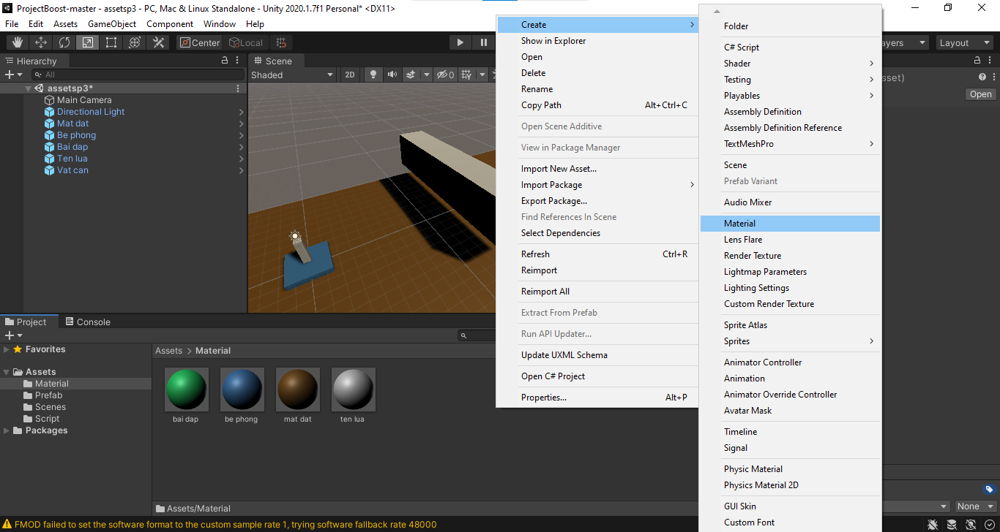 ProjectBoost-master - assetsp3 - PC, Mac & Linux Standalone - Unity 2020.1.7f1 Personal* <DX11>
File Edit Assets GameObject Component Window Help
Center Local
Layout
Hierarchy
All
assetsp3*
Main Camera
Directional Light
Mat dat
Be phong
Bai dap
Ten lua
Vat can
Scene
Shaded 2D 0
Create
Show in Explorer
Open
Delete
Rename
Copy Path Alt+Ctrl+C
Open Scene Additive
View in Package Manager
Import New Asset...
Import Package
Export Package...
Find References In Scene
Select Dependencies
Refresh Ctrl+R
Reimport
Reimport All
Extract From Prefab
Run API Updater...
Update UXML Schema
Open C# Project
Properties... Alt+P
Folder
C# Script
Shader
Testing
Playables
Assembly Definition
Assembly Definition Reference
TextMeshPro
Scene
Prefab Variant
Audio Mixer
Material
Lens Flare
Render Texture
Lightmap Parameters
Lighting Settings
Custom Render Texture
Sprite Atlas
Sprites
Animator Controller
Animation
Animator Override Controller
Avatar Mask
Timeline
Signal
Physic Material
Physics Material 2D
GUI Skin
Custom Font
Open
Project Console
Favorites
Assets
Material
Prefab
Scenes
Script
Packages
Assets > Material
bai dap be phong mat dat ten lua
Assets/Material
None
FMOD failed to set the software format to the custom sample rate 1, trying software fallback rate 48000